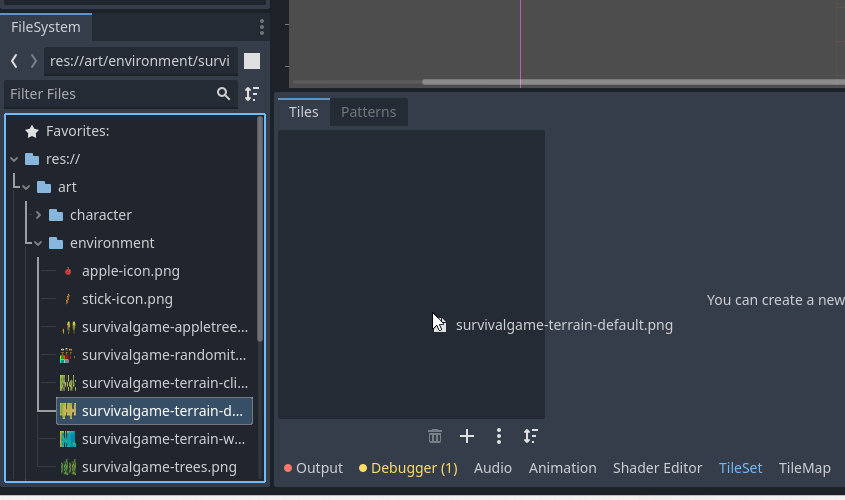 FileSystem
res://art/environment/survi
Filter Files
Favorites:
res://
art
character
environment
apple-icon.png
stick-icon.png
survivalgame-appletree...
survivalgame-randomit...
survivalgame-terrain-cli...
survivalgame-terrain-d...
survivalgame-terrain-w...
survivalgame-trees.png
Tiles Patterns
You can create a new
survivalgame-terrain-default.png
Output Debugger (1) Audio Animation Shader Editor TileSet TileMap